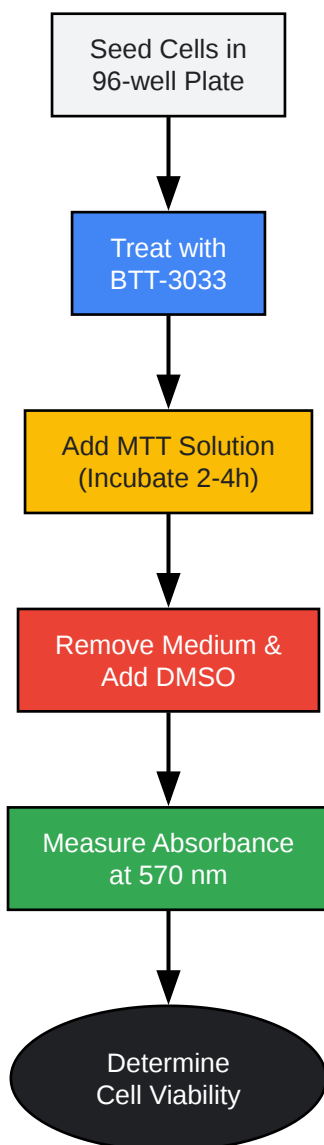 Seed Cells in
96-well Plate
Treat with
BTT-3033
Add MTT Solution
(Incubate 2-4h)
Remove Medium &
Add DMSO
Measure Absorbance
at 570 nm
Determine
Cell Viability